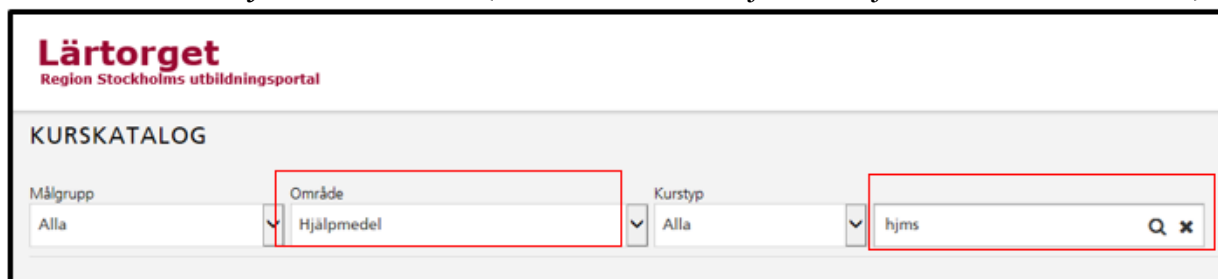 Lärtorget
Region Stockholms utbildningsportal
KURSKATALOG
Målgrupp Område Kurstyp
Alla Hjälpmedel Alla hjms